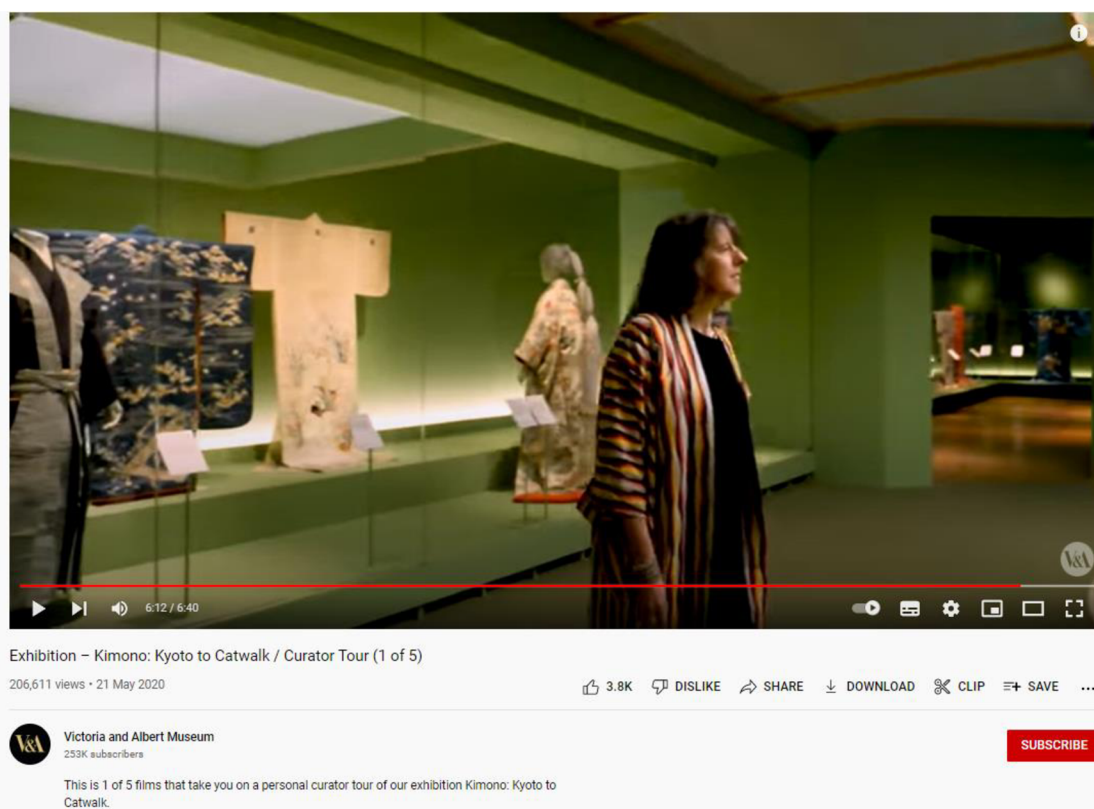 i
V&A
6:12 / 6:40
Exhibition – Kimono: Kyoto to Catwalk / Curator Tour (1 of 5)
206,611 views • 21 May 2020
3.8K DISLIKE SHARE DOWNLOAD CLIP SAVE ...
V&A
Victoria and Albert Museum
253K subscribers
SUBSCRIBE
This is 1 of 5 films that take you on a personal curator tour of our exhibition Kimono: Kyoto to
Catwalk.